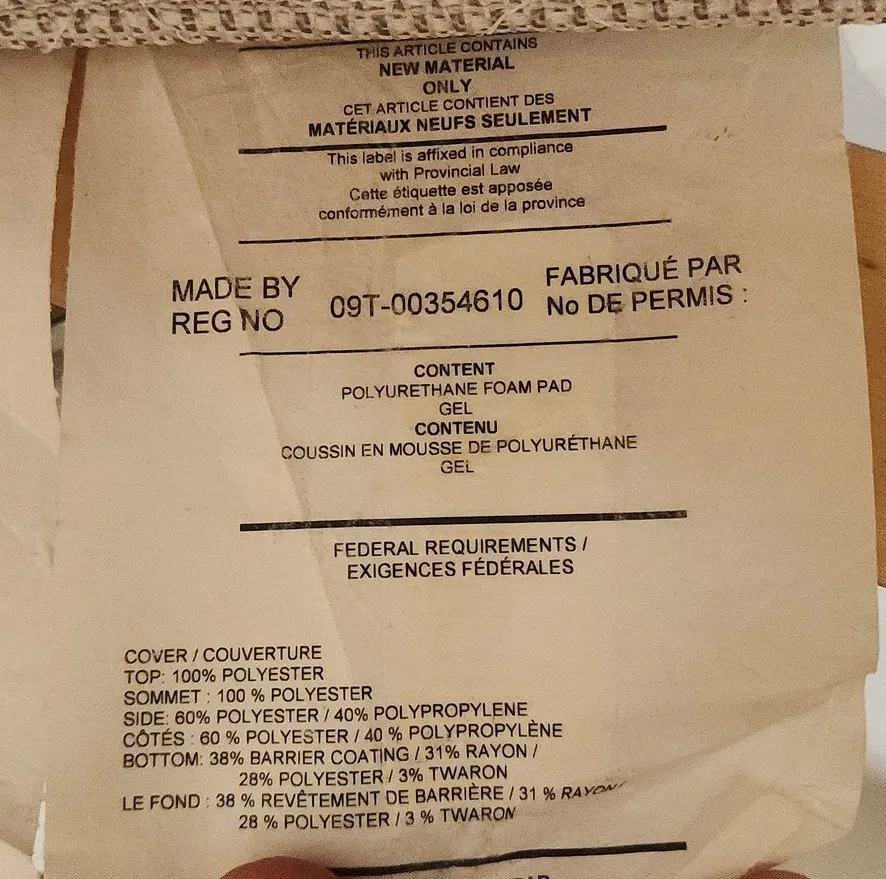 THIS ARTICLE CONTAINS
NEW MATERIAL
ONLY
CET ARTICLE CONTIENT DES
MATÉRIAUX NEUFS SEULEMENT
This label is affixed in compliance
with Provincial Law
Cette étiquette est apposée
conformément à la loi de la province
MADE BY
REG NO
09T-00354610
FABRIQUÉ PAR
No DE PERMIS :
CONTENT
POLYURETHANE FOAM PAD
GEL
CONTENU
COUSSIN EN MOUSSE DE POLYURÉTHANE
GEL
FEDERAL REQUIREMENTS /
EXIGENCES FÉDÉRALES
COVER / COUVERTURE
TOP: 100% POLYESTER
SOMMET : 100 % POLYESTER
SIDE: 60% POLYESTER / 40% POLYPROPYLENE
CÔTÉS : 60 % POLYESTER / 40 % POLYPROPYLÈNE
BOTTOM: 38% BARRIER COATING / 31% RAYON /
28% POLYESTER / 3% TWARON
LE FOND : 38 % REVÊTEMENT DE BARRIÈRE / 31 % RAYON /
28 % POLYESTER / 3 % TWARON